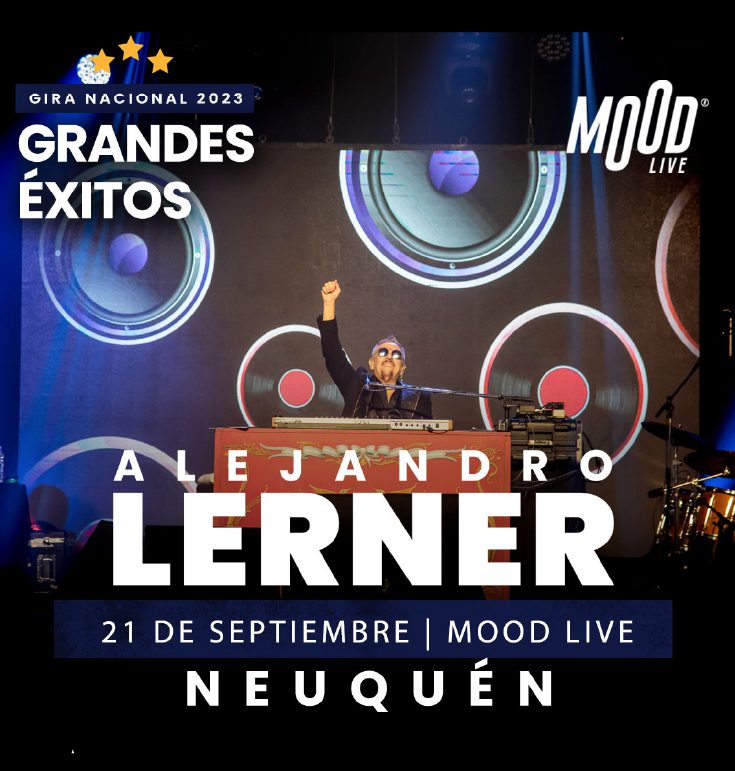 GIRA NACIONAL 2023
GRANDES
ÉXITOS
MOOD
LIVE
ALEJANDRO
LERNER
21 DE SEPTIEMBRE | MOOD LIVE
NEUQUÉN